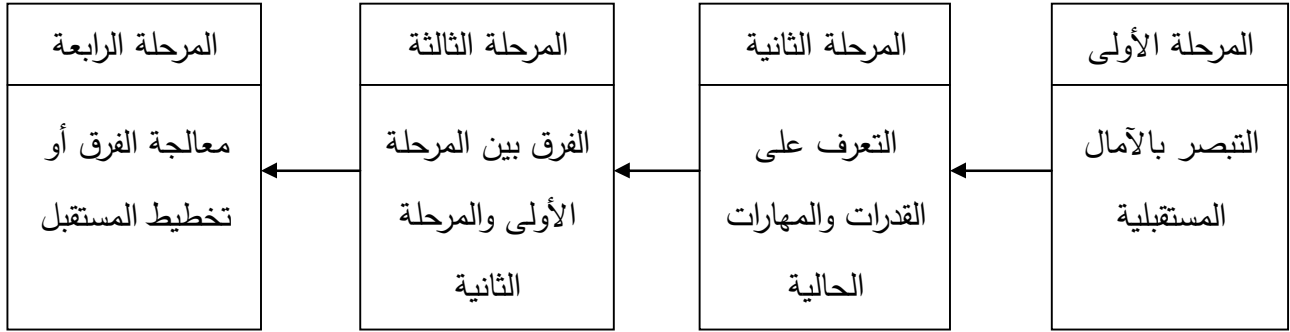 المرحلة الأولى
التبصر بالآمال
المستقبلية
المرحلة الثانية
التعرف على
القدرات والمهارات
الحالية
المرحلة الثالثة
الفرق بين المرحلة
الأولى والمرحلة
الثانية
المرحلة الرابعة
معالجة الفرق أو
تخطيط المستقبل